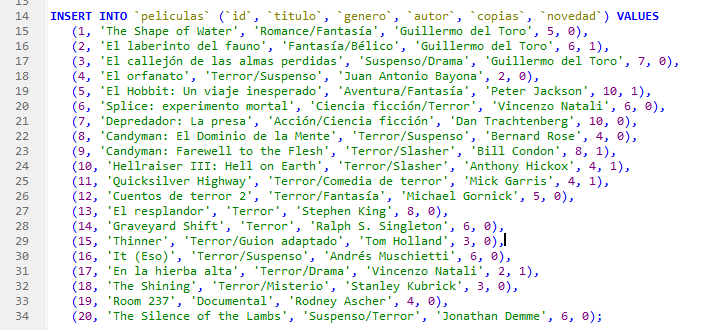 13
14 INSERT INTO `peliculas` (`id`, `titulo`, `genero`, `autor`, `copias`, `novedad`) VALUES
15 (1, 'The Shape of Water', 'Romance/Fantasía', 'Guillermo del Toro', 5, 0),
16 (2, 'El laberinto del fauno', 'Fantasía/Bélico', 'Guillermo del Toro', 6, 1),
17 (3, 'El callejón de las almas perdidas', 'Suspenso/Drama', 'Guillermo del Toro', 7, 0),
18 (4, 'El orfanato', 'Terror/Suspenso', 'Juan Antonio Bayona', 2, 0),
19 (5, 'El Hobbit: Un viaje inesperado', 'Aventura/Fantasía', 'Peter Jackson', 10, 1),
20 (6, 'Splice: experimento mortal', 'Ciencia ficción/Terror', 'Vincenzo Natali', 6, 0),
21 (7, 'Depredador: La presa', 'Acción/Ciencia ficción', 'Dan Trachtenberg', 10, 0),
22 (8, 'Candyman: El Dominio de la Mente', 'Terror/Suspenso', 'Bernard Rose', 4, 0),
23 (9, 'Candyman: Farewell to the Flesh', 'Terror/Slasher', 'Bill Condon', 8, 1),
24 (10, 'Hellraiser III: Hell on Earth', 'Terror/Slasher', 'Anthony Hickox', 4, 1),
25 (11, 'Quicksilver Highway', 'Terror/Comedia de terror', 'Mick Garris', 4, 1),
26 (12, 'Cuentos de terror 2', 'Terror/Fantasía', 'Michael Gornick', 5, 0),
27 (13, 'El resplandor', 'Terror', 'Stephen King', 8, 0),
28 (14, 'Graveyard Shift', 'Terror', 'Ralph S. Singleton', 6, 0),
29 (15, 'Thinner', 'Terror/Guion adaptado', 'Tom Holland', 3, 0),
30 (16, 'It (Eso)', 'Terror/Suspenso', 'Andrés Muschietti', 6, 0),
31 (17, 'En la hierba alta', 'Terror/Drama', 'Vincenzo Natali', 2, 1),
32 (18, 'The Shining', 'Terror/Misterio', 'Stanley Kubrick', 3, 0),
33 (19, 'Room 237', 'Documental', 'Rodney Ascher', 4, 0),
34 (20, 'The Silence of the Lambs', 'Suspenso/Terror', 'Jonathan Demme', 6, 0);